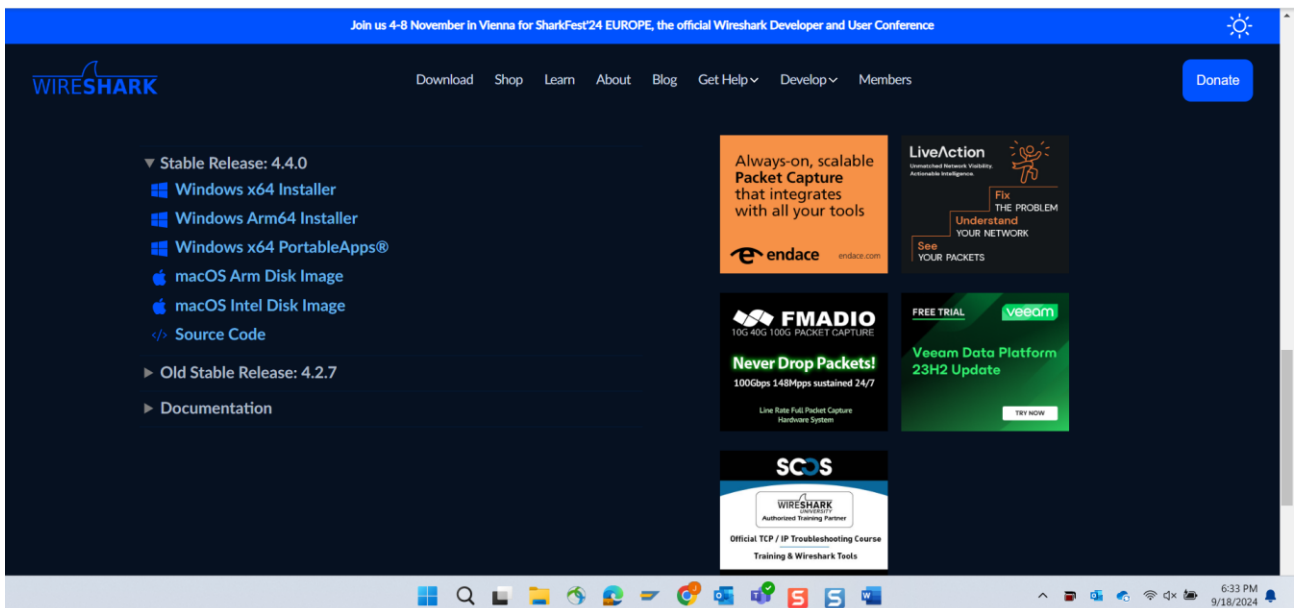 Join us 4-8 November in Vienna for SharkFest'24 EUROPE, the official Wireshark Developer and User Conference
WIRESHARK
Download Shop Learn About Blog Get Help Develop Members
Donate
Stable Release: 4.4.0
Windows x64 Installer
Windows Arm64 Installer
Windows x64 PortableApps®
macOS Arm Disk Image
macOS Intel Disk Image
</> Source Code
Old Stable Release: 4.2.7
Documentation
Always-on, scalable
Packet Capture
that integrates
with all your tools
endace endace.com
LiveAction
Unmatched Network Visibility.
Actionable Intelligence.
Fix
THE PROBLEM
Understand
YOUR NETWORK
See
YOUR PACKETS
FMADIO
10G 40G 100G PACKET CAPTURE
Never Drop Packets!
100Gbps 148Mpps sustained 24/7
Line Rate Full Packet Capture
Hardware System
FREE TRIAL veeam
Veeam Data Platform
23H2 Update
TRY NOW
SCOS
WIRESHARK
UNIVERSITY
Authorized Training Partner
Official TCP / IP Troubleshooting Course
Training & Wireshark Tools
6:33 PM
9/18/2024